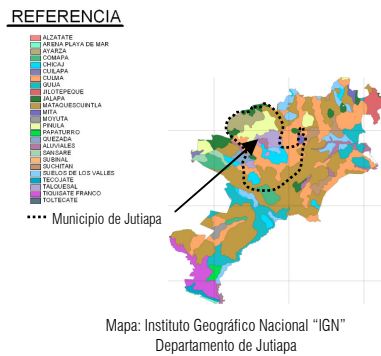 REFERENCIA
ALZATATE
ARENA PLAYA DE MAR
AYARZA
COMAPA
CHICAJ
CUILAPA
CULMA
GUIJA
JILOTEPEQUE
JALAPA
MATAQUESCUINTLA
MITA
MOYUTA
PINULA
PAPATURRO
QUEZADA
ALUVIALES
SANSARE
SUBINAL
SUCHITAN
SUELOS DE LOS VALLES
TECOJATE
TALQUESAL
TIQUISATE FRANCO
TOLTECATE
Municipio de Jutiapa
Mapa: Instituto Geográfico Nacional “IGN”
Departamento de Jutiapa